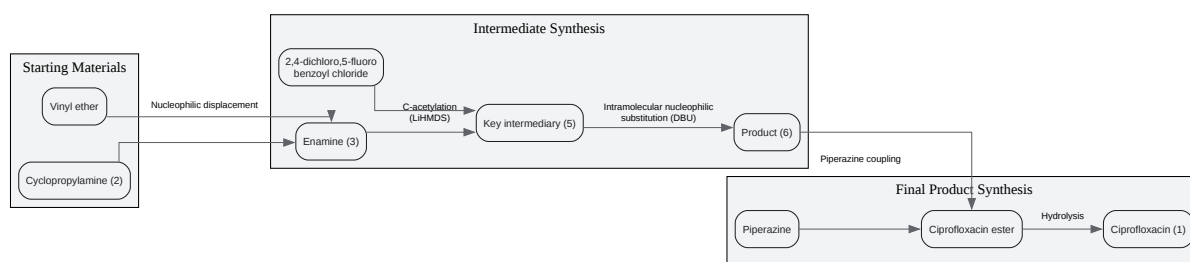 Intermediate Synthesis
Starting Materials
2,4-dichloro,5-fluoro
benzoyl chloride
Vinyl ether
Nucleophilic displacement
C-acetylation
(LiHMDS)
Intramolecular nucleophilic
substitution (DBU)
Enamine (3)
Key intermediary (5)
Product (6)
Cyclopropylamine (2)
Piperazine coupling
Final Product Synthesis
Piperazine
Ciprofloxacin ester
Hydrolysis
Ciprofloxacin (1)